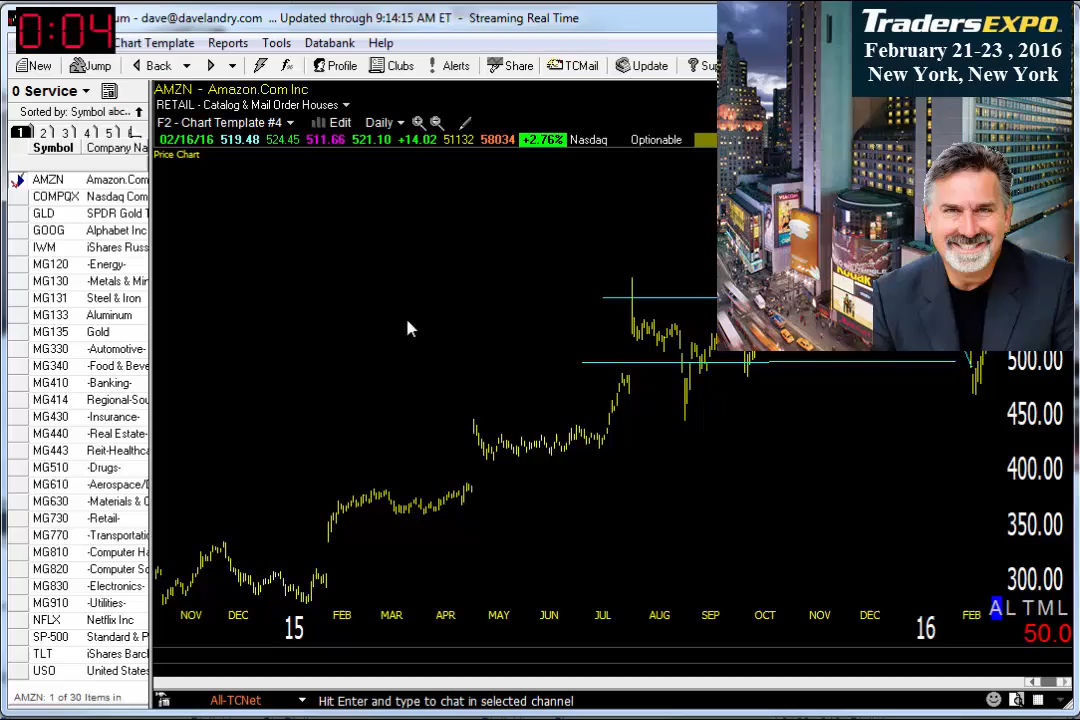 0:04
um - dave@davelandry.com ... Updated through 9:14:15 AM ET - Streaming Real Time
Chart Template Reports Tools Databank Help
New Jump Back Profile Clubs Alerts Share TCMail Update Su
TradersEXPO
February 21-23 , 2016
New York, New York
0 Service
Sorted by: Symbol abc..
1 2 3 4 5
Symbol Company Na
AMZN Amazon.Com
COMPQX Nasdaq Com
GLD SPDR Gold T
GOOG Alphabet Inc
IWM iShares Russ
MG120 -Energy-
MG130 -Metals & Min
MG131 Steel & Iron
MG133 Aluminum
MG135 Gold
MG330 -Automotive-
MG340 -Food & Beve
MG410 -Banking-
MG414 Regional-Sou
MG430 -Insurance-
MG440 -Real Estate-
MG443 Reit-Healthca
MG510 -Drugs-
MG610 -Aerospace/D
MG630 -Materials & C
MG730 -Retail-
MG770 -Transportati
MG810 -Computer Ha
MG820 -Computer So
MG830 -Electronics-
MG910 -Utilities-
NFLX Netflix Inc
SP-500 Standard & P
TLT iShares Barcl
USO United States
AMZN: 1 of 30 Items in
AMZN - Amazon.Com Inc
RETAIL - Catalog & Mail Order Houses
F2 - Chart Template #4 Edit Daily
02/16/16 519.48 524.45 511.66 521.10 +14.02 51132 58034 +2.76% Nasdaq Optionable
Price Chart
VIACOM
Kodak
500.00
450.00
400.00
350.00
300.00
NOV DEC FEB MAR APR MAY JUN JUL AUG SEP OCT NOV DEC FEB
15 16
A L T M L
50.0
All-TCNet Hit Enter and type to chat in selected channel